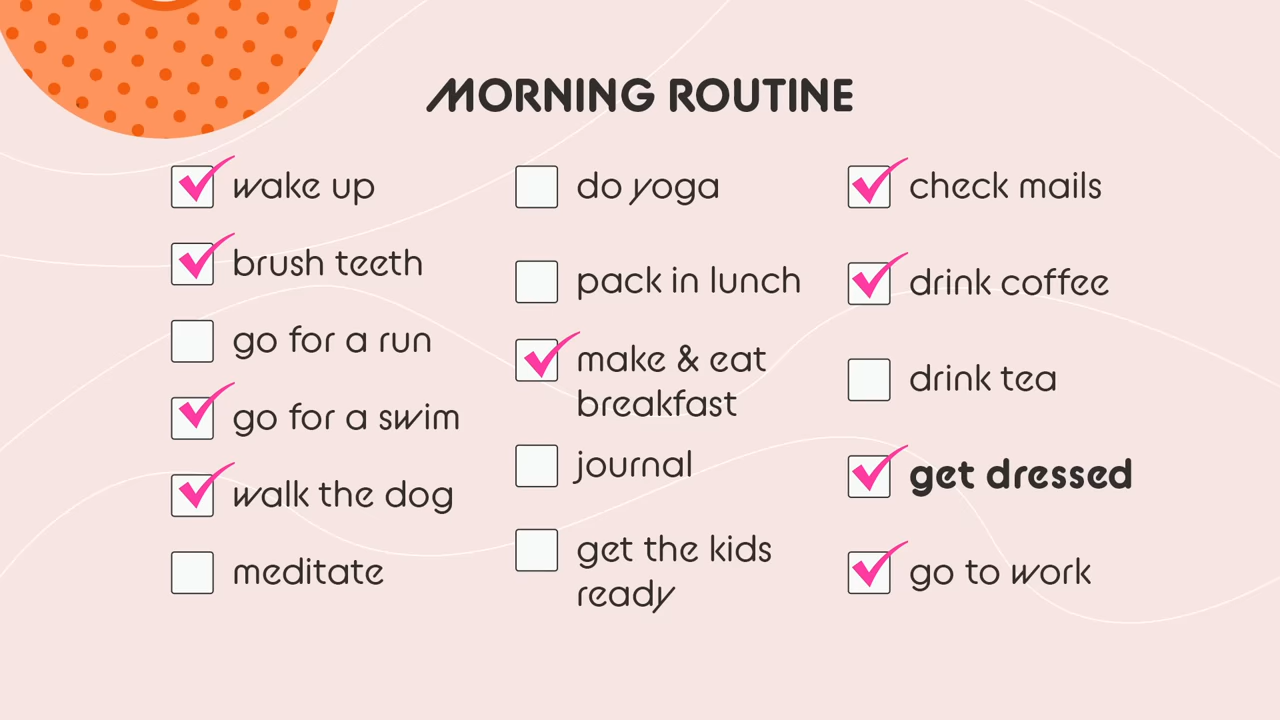 MORNING ROUTINE
wake up
brush teeth
go for a run
go for a swim
walk the dog
meditate
do yoga
pack in lunch
make & eat
breakfast
journal
get the kids
ready
check mails
drink coffee
drink tea
get dressed
go to work